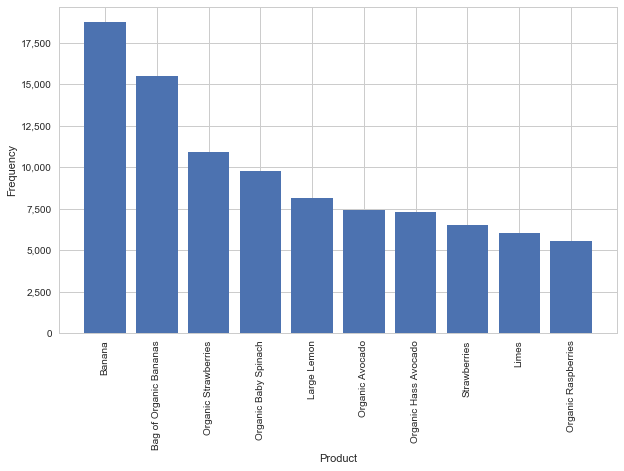 17,500
15,000
12,500
10,000
7,500
5,000
2,500
0
Frequency
Banana
Bag of Organic Bananas
Organic Strawberries
Organic Baby Spinach
Large Lemon
Organic Avocado
Organic Hass Avocado
Strawberries
Limes
Organic Raspberries
Product